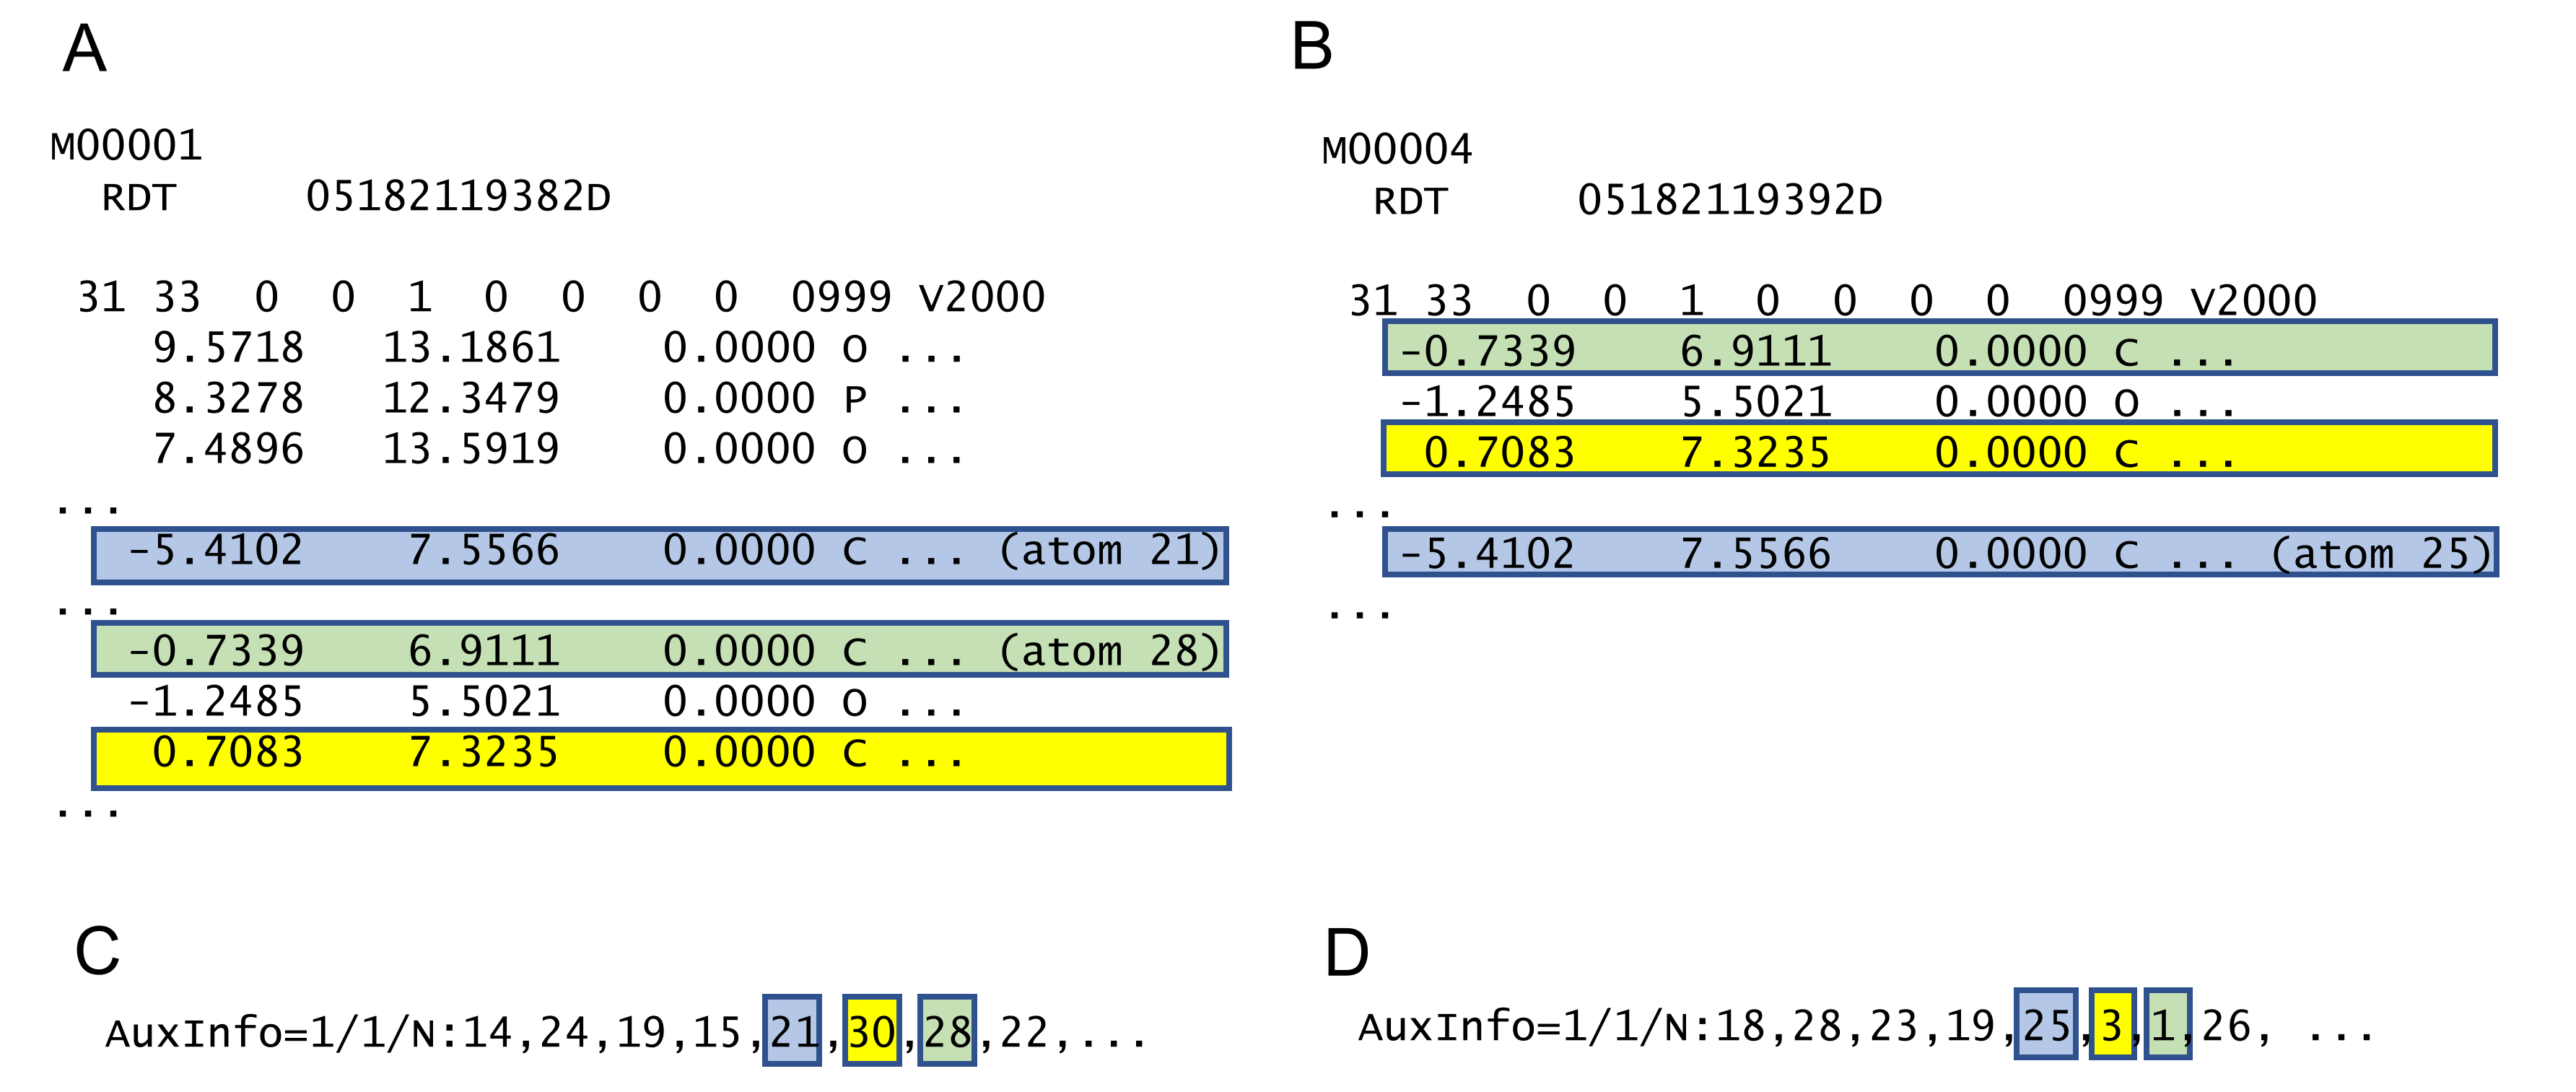 A
M00001
RDT 05182119382D
31 33 0 0 1 0 0 0 0 0999 V2000
9.5718 13.1861 0.0000 O ...
8.3278 12.3479 0.0000 P ...
7.4896 13.5919 0.0000 O ...
...
-5.4102 7.5566 0.0000 C ... (atom 21)
...
-0.7339 6.9111 0.0000 C ... (atom 28)
-1.2485 5.5021 0.0000 O ...
0.7083 7.3235 0.0000 C ...
...
B
M00004
RDT 05182119392D
31 33 0 0 1 0 0 0 0 0999 V2000
-0.7339 6.9111 0.0000 C ...
-1.2485 5.5021 0.0000 O ...
0.7083 7.3235 0.0000 C ...
...
-5.4102 7.5566 0.0000 C ... (atom 25)
...
C
AuxInfo=1/1/N:14,24,19,15,21,30,28,22,...
D
AuxInfo=1/1/N:18,28,23,19,25,3,1,26, ...